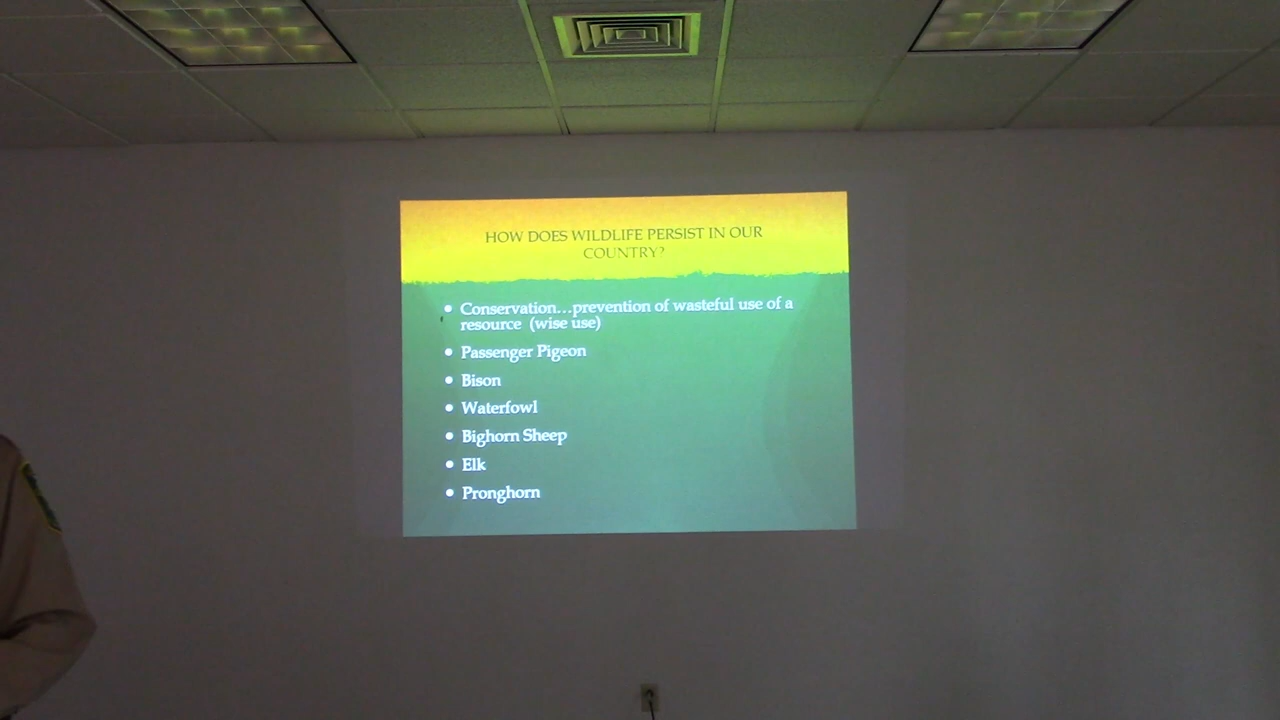 HOW DOES WILDLIFE PERSIST IN OUR
COUNTRY?
• Conservation...prevention of wasteful use of a
resource (wise use)
• Passenger Pigeon
• Bison
• Waterfowl
• Bighorn Sheep
• Elk
• Pronghorn